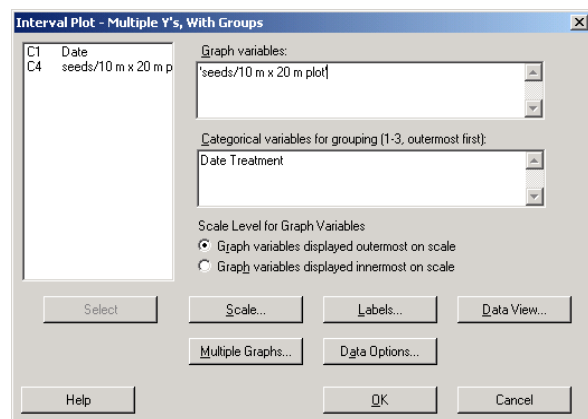 Interval Plot - Multiple Y's, With Groups
C1 Date
C4 seeds/10 m x 20 m p
Graph variables:
'seeds/10 m x 20 m plot'
Categorical variables for grouping (1-3, outermost first):
Date Treatment
Scale Level for Graph Variables
Graph variables displayed outermost on scale
Graph variables displayed innermost on scale
Select
Scale...
Labels...
Data View...
Multiple Graphs...
Data Options...
Help
OK
Cancel